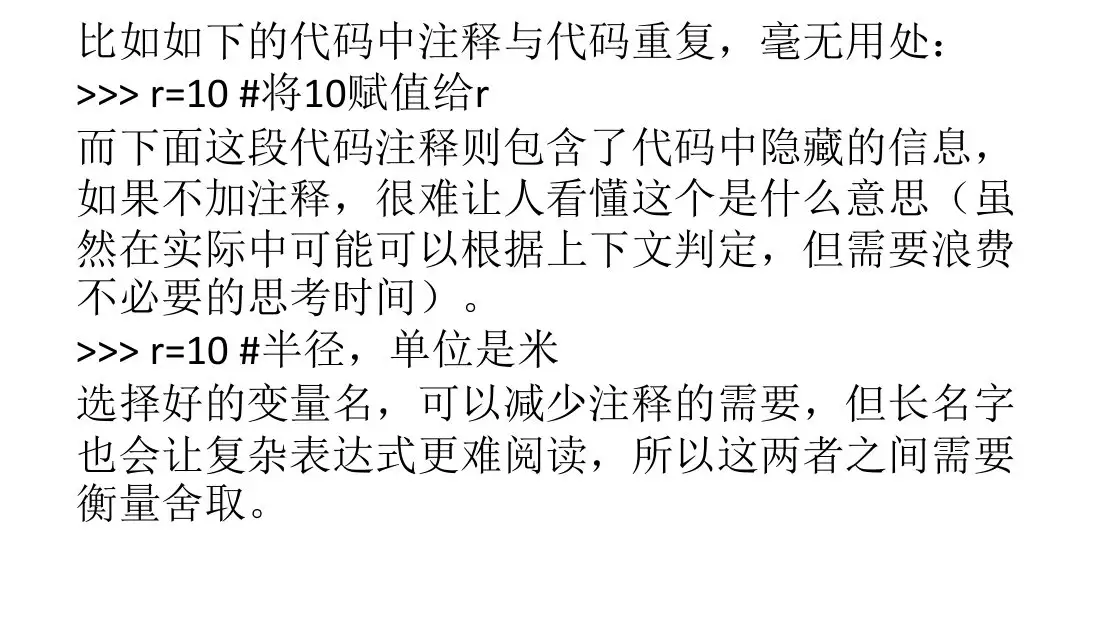 比如如下的代码中注释与代码重复，毫无用处：
>>> r=10 #将10赋值给r
而下面这段代码注释则包含了代码中隐藏的信息，
如果不加注释，很难让人看懂这个是什么意思（虽
然在实际中可能可以根据上下文判定，但需要浪费
不必要的思考时间）。
>>> r=10 #半径，单位是米
选择好的变量名，可以减少注释的需要，但长名字
也会让复杂表达式更难阅读，所以这两者之间需要
衡量舍取。